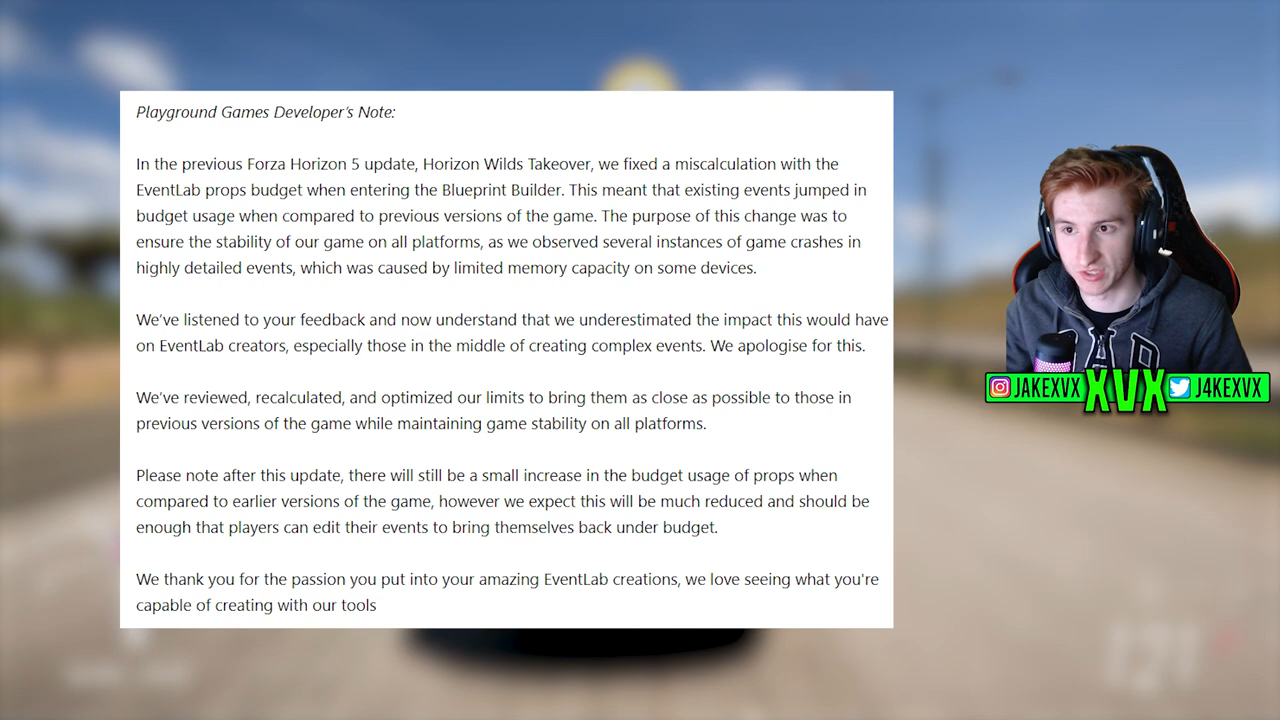 Playground Games Developer's Note:
In the previous Forza Horizon 5 update, Horizon Wilds Takeover, we fixed a miscalculation with the
EventLab props budget when entering the Blueprint Builder. This meant that existing events jumped in
budget usage when compared to previous versions of the game. The purpose of this change was to
ensure the stability of our game on all platforms, as we observed several instances of game crashes in
highly detailed events, which was caused by limited memory capacity on some devices.
We've listened to your feedback and now understand that we underestimated the impact this would have
on EventLab creators, especially those in the middle of creating complex events. We apologise for this.
We've reviewed, recalculated, and optimized our limits to bring them as close as possible to those in
previous versions of the game while maintaining game stability on all platforms.
Please note after this update, there will still be a small increase in the budget usage of props when
compared to earlier versions of the game, however we expect this will be much reduced and should be
enough that players can edit their events to bring themselves back under budget.
We thank you for the passion you put into your amazing EventLab creations, we love seeing what you're
capable of creating with our tools
JAKEXVX XVX J4KEXVX